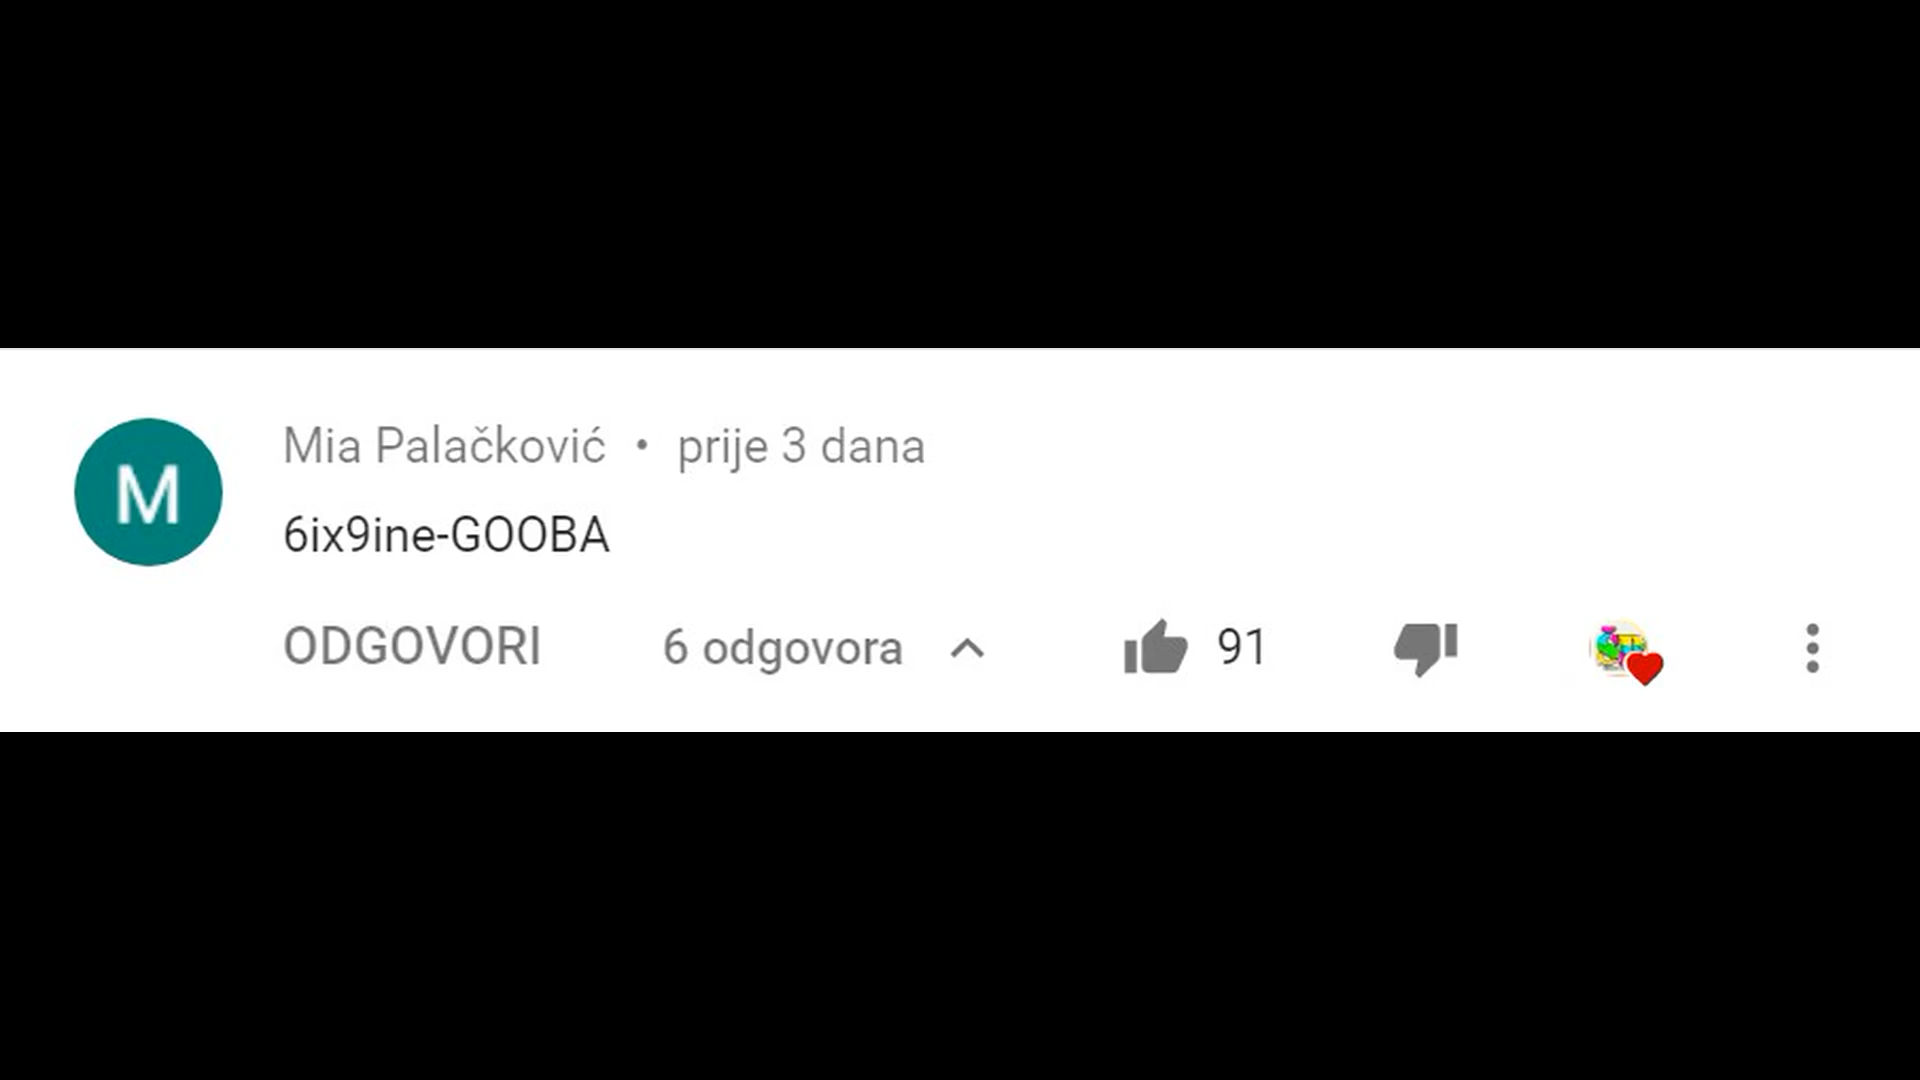 M
Mia Palačković • prije 3 dana
6ix9ine-GOOBA
ODGOVORI 6 odgovora 91